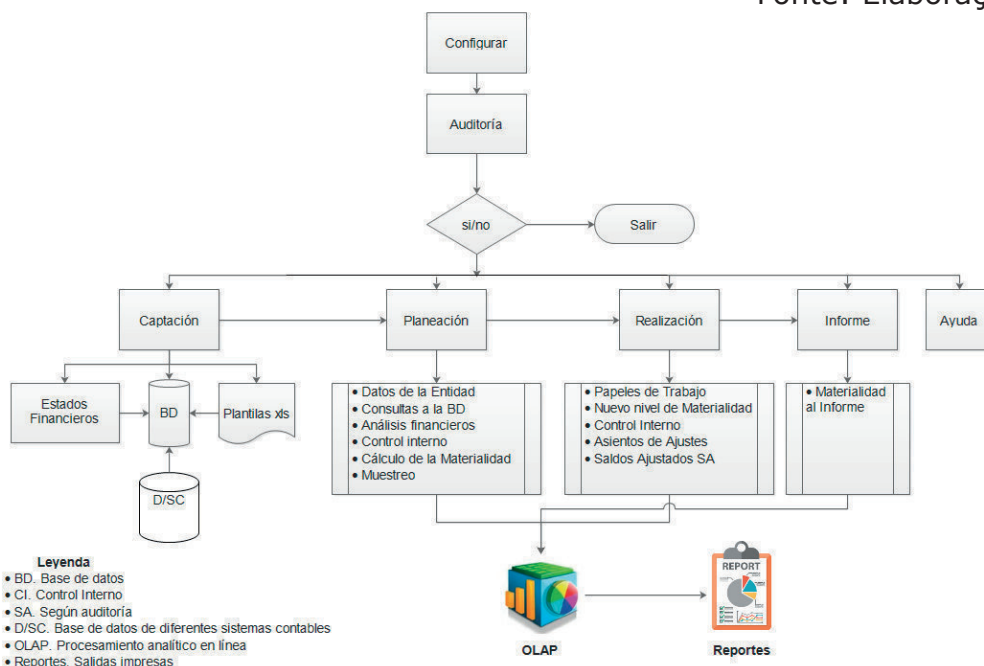 Fonte: Elaboraç
Configurar
Auditoría
si/no
Salir
Captación
Planeación
Realización
Informe
Ayuda
Estados
Financieros
BD
Plantilas xls
D/SC
• Datos de la Entidad
• Consultas a la BD
• Análisis financieros
• Control interno
• Cálculo de la Materialidad
• Muestreo
• Papeles de Trabajo
• Nuevo nivel de Materialidad
• Control Interno
• Asientos de Ajustes
• Saldos Ajustados SA
• Materialidad
al Informe
Leyenda
• BD. Base de datos
• CI. Control Interno
• SA. Según auditoría
• D/SC. Base de datos de diferentes sistemas contables
• OLAP. Procesamiento analítico en línea
• Reportes. Salidas impresas
OLAP
REPORT
Reportes